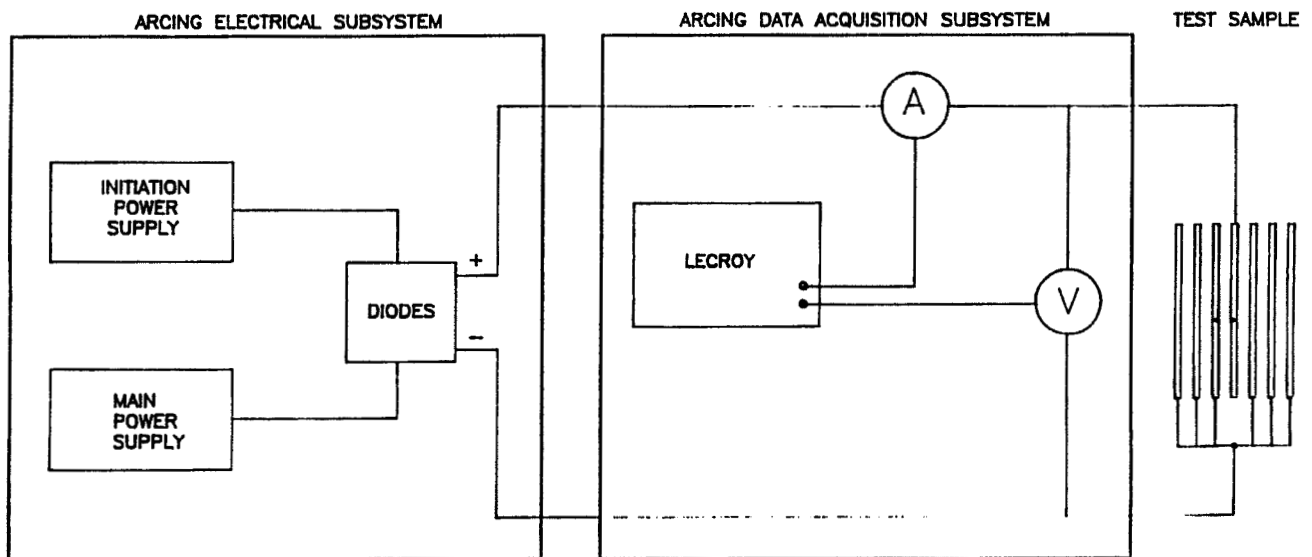 ARCING ELECTRICAL SUBSYSTEM
ARCING DATA ACQUISITION SUBSYSTEM
TEST SAMPLE
INITIATION
POWER
SUPPLY
MAIN
POWER
SUPPLY
DIODES
+
−
LECROY
A
V